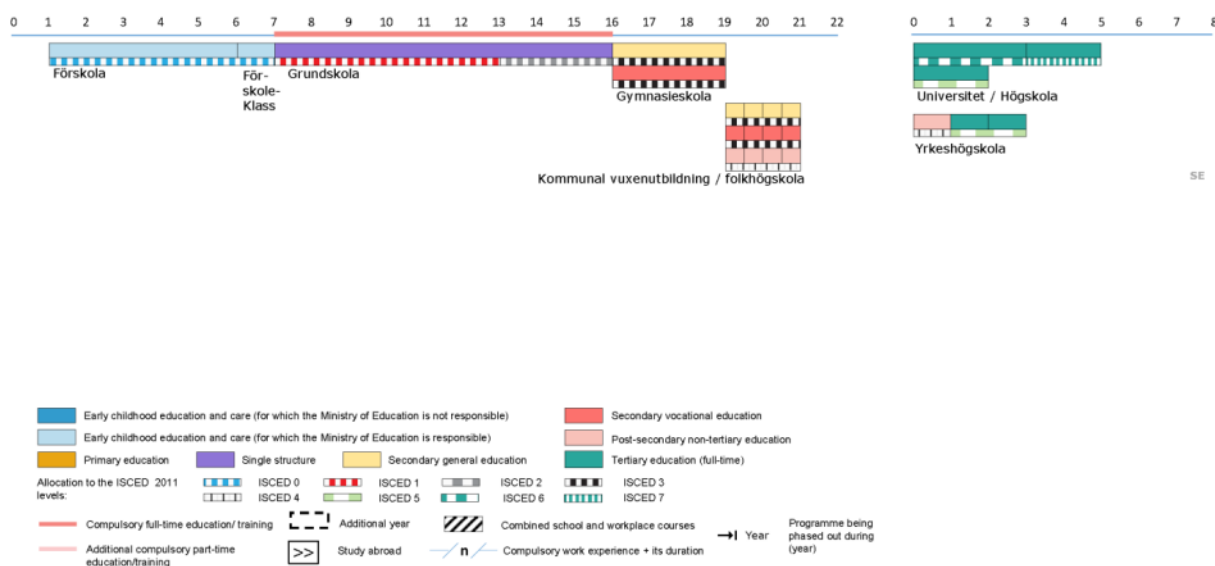 0 1 2 3 4 5 6 7 8 9 10 11 12 13 14 15 16 17 18 19 20 21 22 0 1 2 3 4 5 7 8
Förskola
För-
skole-
Klass
Grundskola
Gymnasieskola
Kommunal vuxenutbildning / folkhögskola
Universitet / Högskola
Yrkeshögskola
SE
Early childhood education and care (for which the Ministry of Education is not responsible)
Secondary vocational education
Early childhood education and care (for which the Ministry of Education is responsible)
Post-secondary non-tertiary education
Primary education
Single structure
Secondary general education
Tertiary education (full-time)
Allocation to the ISCED 2011
levels:
ISCED 0
ISCED 1
ISCED 2
ISCED 3
ISCED 4
ISCED 5
ISCED 6
ISCED 7
Compulsory full-time education/ training
Additional year
Combined school and workplace courses
Year
Programme being
phased out during
(year)
Additional compulsory part-time
education/training
>>
Study abroad
n
Compulsory work experience + its duration